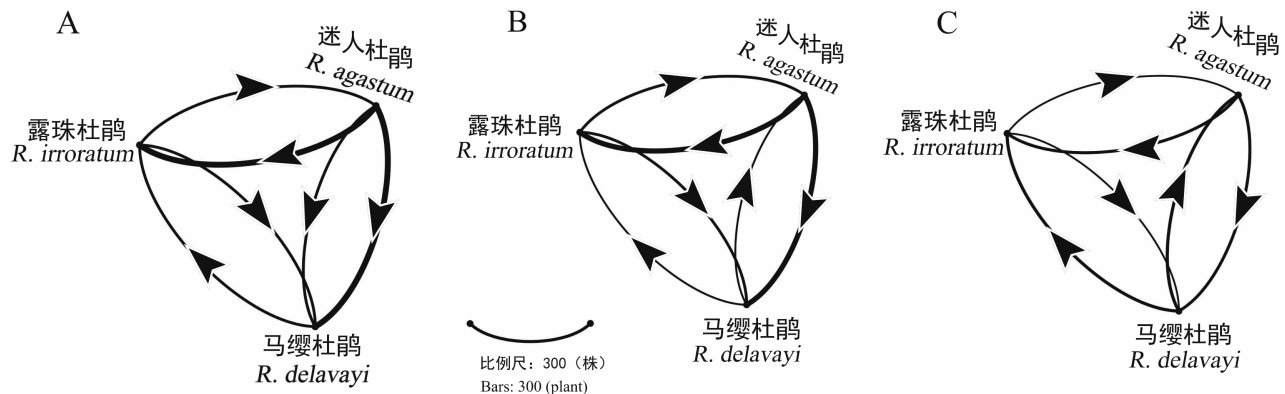 A
迷人杜鹃
R. agastum
露珠杜鹃
R. irroratum
马缨杜鹃
R. delavayi
B
迷人杜鹃
R. agastum
露珠杜鹃
R. irroratum
马缨杜鹃
R. delavayi
比例尺：300（株）
Bars: 300 (plant)
C
迷人杜鹃
R. agastum
露珠杜鹃
R. irroratum
马缨杜鹃
R. delavayi